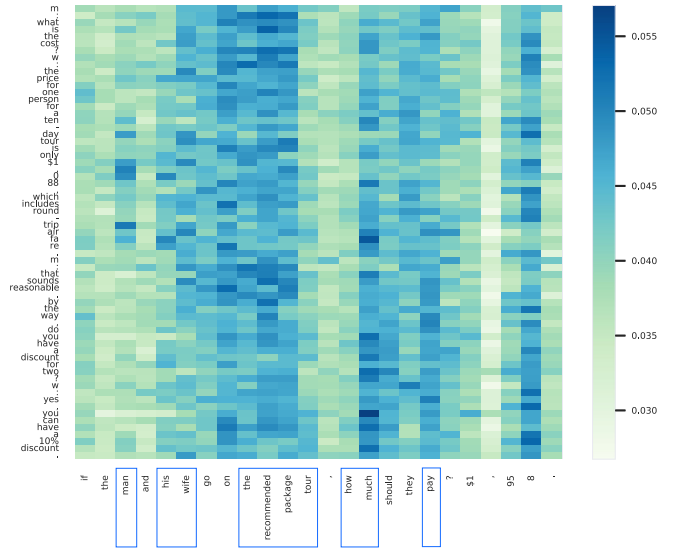 m
:
what
is
the
cost
?
w
:
the
price
for
one
person
for
a
ten
-
day
tour
is
only
$1
,
88
,
which
includes
round
-
trip
air
fa
re
.
m
:
that
sounds
reasonable
.
by
the
way
,
do
you
have
a
discount
for
two
?
w
:
yes
,
you
can
have
a
10%
discount
.
if
the
man
and
his
wife
go
on
the
recommended
package
tour
,
how
much
should
they
pay
?
$1
,
95
8
.
0.055
0.050
0.045
0.040
0.035
0.030